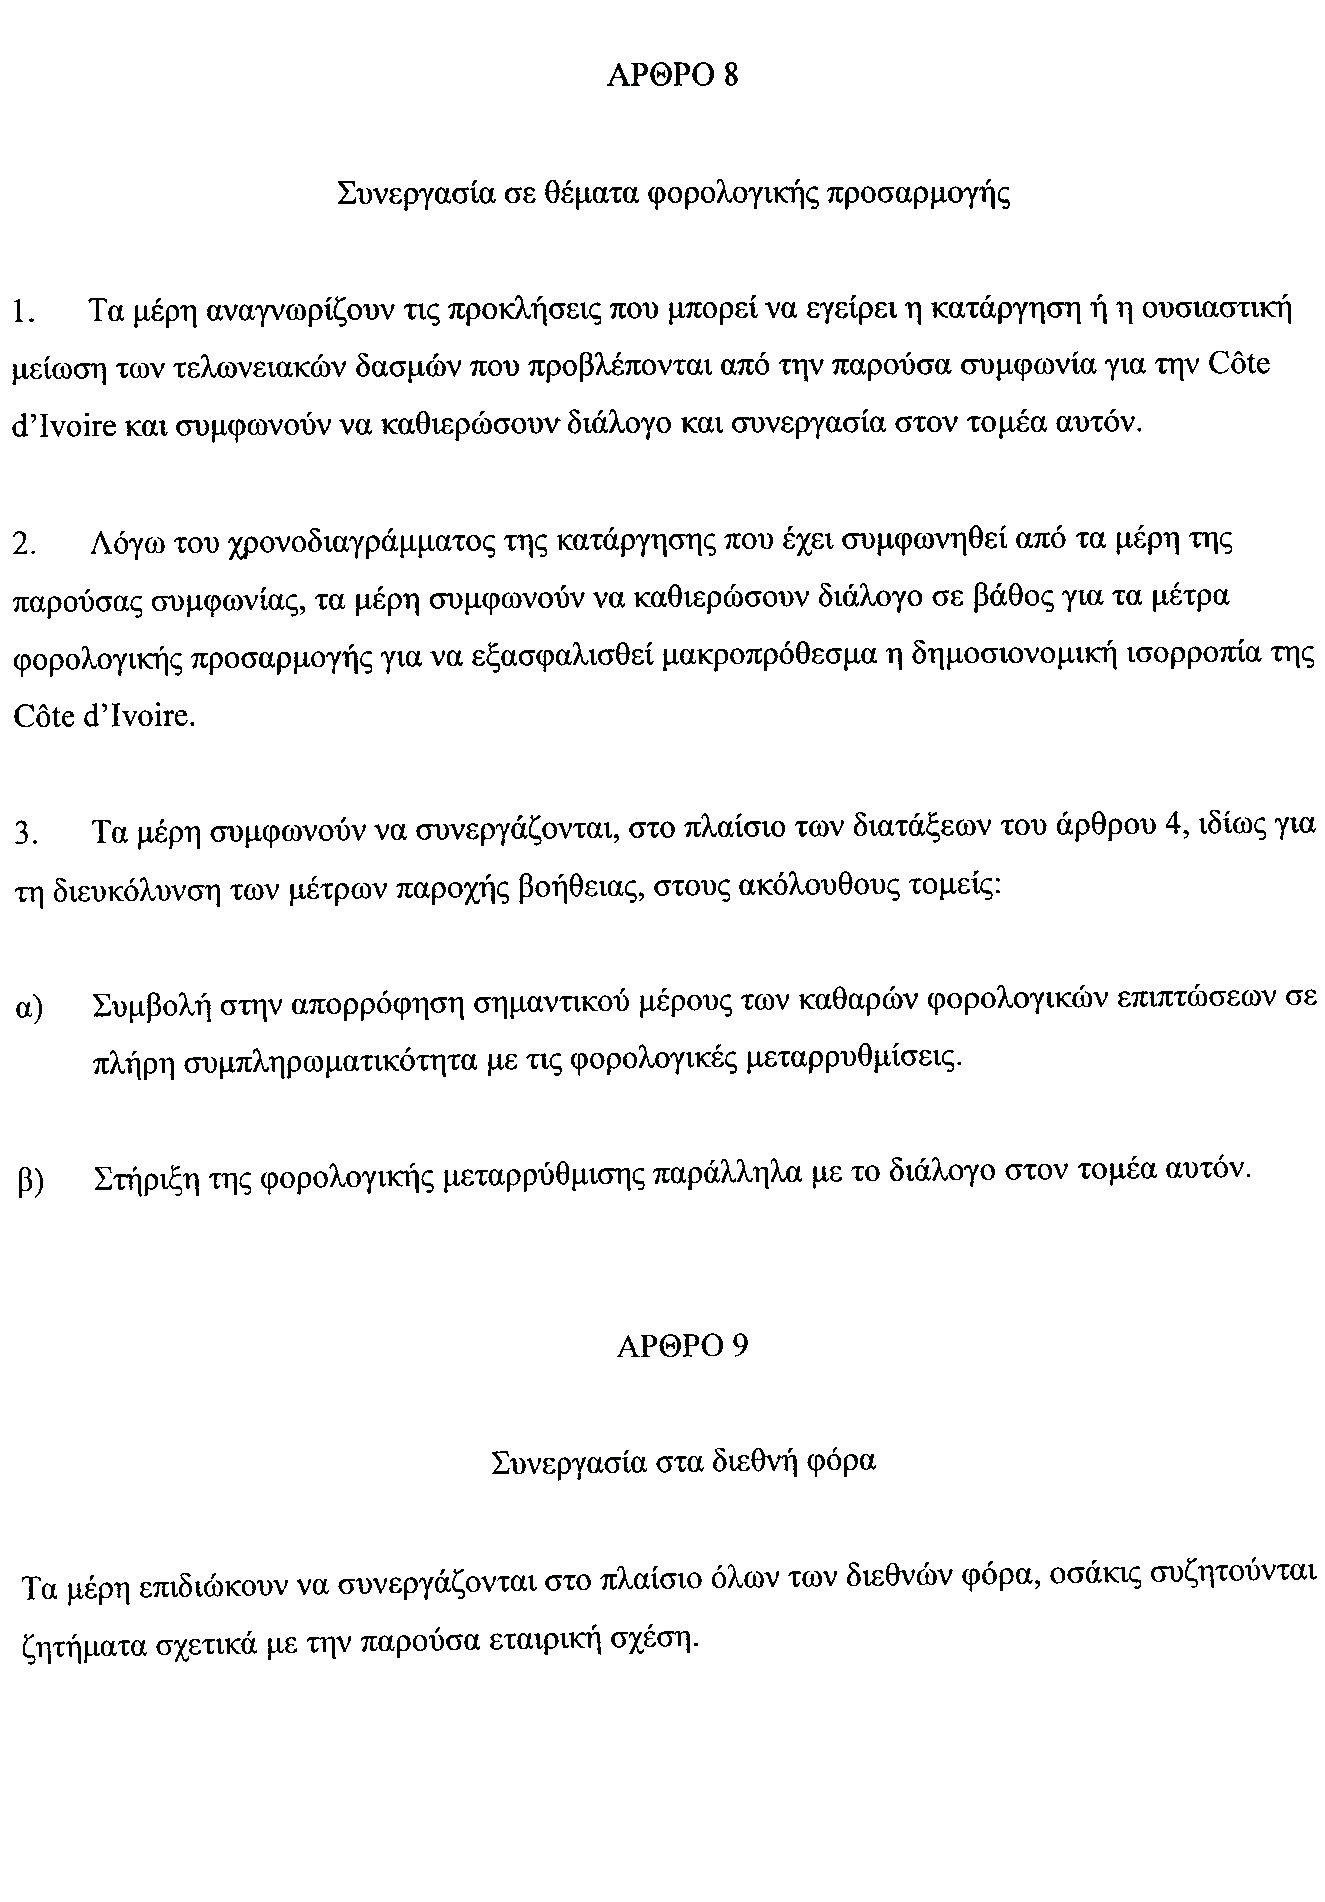 ΑΡΘΡΟ 8
Συνεργασία σε θέματα φορολογικής προσαρμογής
1. Τα μέρη αναγνωρίζουν τις προκλήσεις που μπορεί να εγείρει η κατάργηση ή η ουσιαστική
μείωση των τελωνειακών δασμών που προβλέπονται από την παρούσα συμφωνία για την Côte
d’Ivoire και συμφωνούν να καθιερώσουν διάλογο και συνεργασία στον τομέα αυτόν.
2. Λόγω του χρονοδιαγράμματος της κατάργησης που έχει συμφωνηθεί από τα μέρη της
παρούσας συμφωνίας, τα μέρη συμφωνούν να καθιερώσουν διάλογο σε βάθος για τα μέτρα
φορολογικής προσαρμογής για να εξασφαλισθεί μακροπρόθεσμα η δημοσιονομική ισορροπία της
Côte d’Ivoire.
3. Τα μέρη συμφωνούν να συνεργάζονται, στο πλαίσιο των διατάξεων του άρθρου 4, ιδίως για
τη διευκόλυνση των μέτρων παροχής βοήθειας, στους ακόλουθους τομείς:
α) Συμβολή στην απορρόφηση σημαντικού μέρους των καθαρών φορολογικών επιπτώσεων σε
πλήρη συμπληρωματικότητα με τις φορολογικές μεταρρυθμίσεις.
β) Στήριξη της φορολογικής μεταρρύθμισης παράλληλα με το διάλογο στον τομέα αυτόν.
ΑΡΘΡΟ 9
Συνεργασία στα διεθνή φόρα
Τα μέρη επιδιώκουν να συνεργάζονται στο πλαίσιο όλων των διεθνών φόρα, οσάκις συζητούνται
ζητήματα σχετικά με την παρούσα εταιρική σχέση.